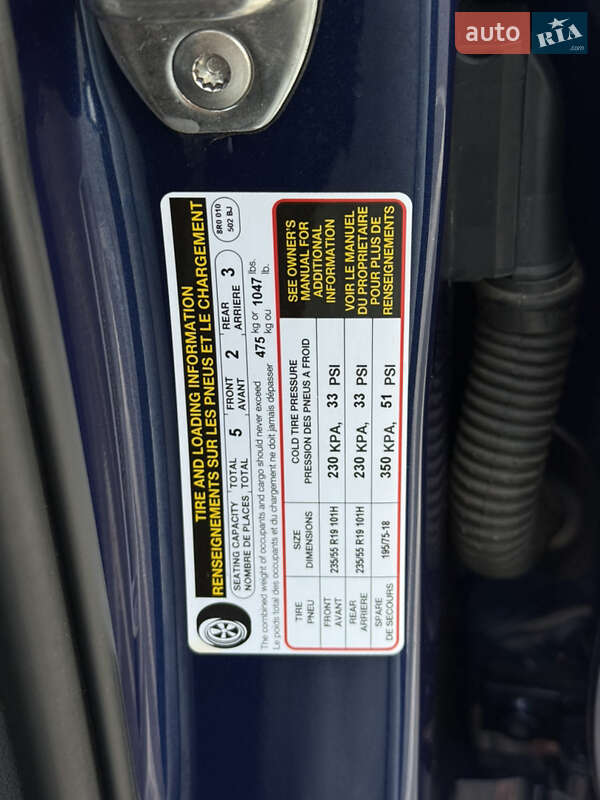 auto RIA .com
TIRE AND LOADING INFORMATION
RENSEIGNEMENTS SUR LES PNEUS ET LE CHARGEMENT
8R0 010
502 BJ
SEATING CAPACITY TOTAL 5 FRONT 2 REAR 3
NOMBRE DE PLACES TOTAL AVANT ARRIERE
The combined weight of occupants and cargo should never exceed 475 kg or 1047 lbs.
Le poids total des occupants et du chargement ne doit jamais dépasser kg ou lb.
TIRE SIZE COLD TIRE PRESSURE
PNEU DIMENSIONS PRESSION DES PNEUS A FROID
FRONT 235/55 R19 101H 230 KPA, 33 PSI
AVANT
REAR 235/55 R19 101H 230 KPA, 33 PSI
ARRIERE
SPARE 195/75-18 350 KPA, 51 PSI
DE SECOURS
SEE OWNER'S
MANUAL FOR
ADDITIONAL
INFORMATION
VOIR LE MANUEL
DU PROPRIETAIRE
POUR PLUS DE
RENSEIGNEMENTS